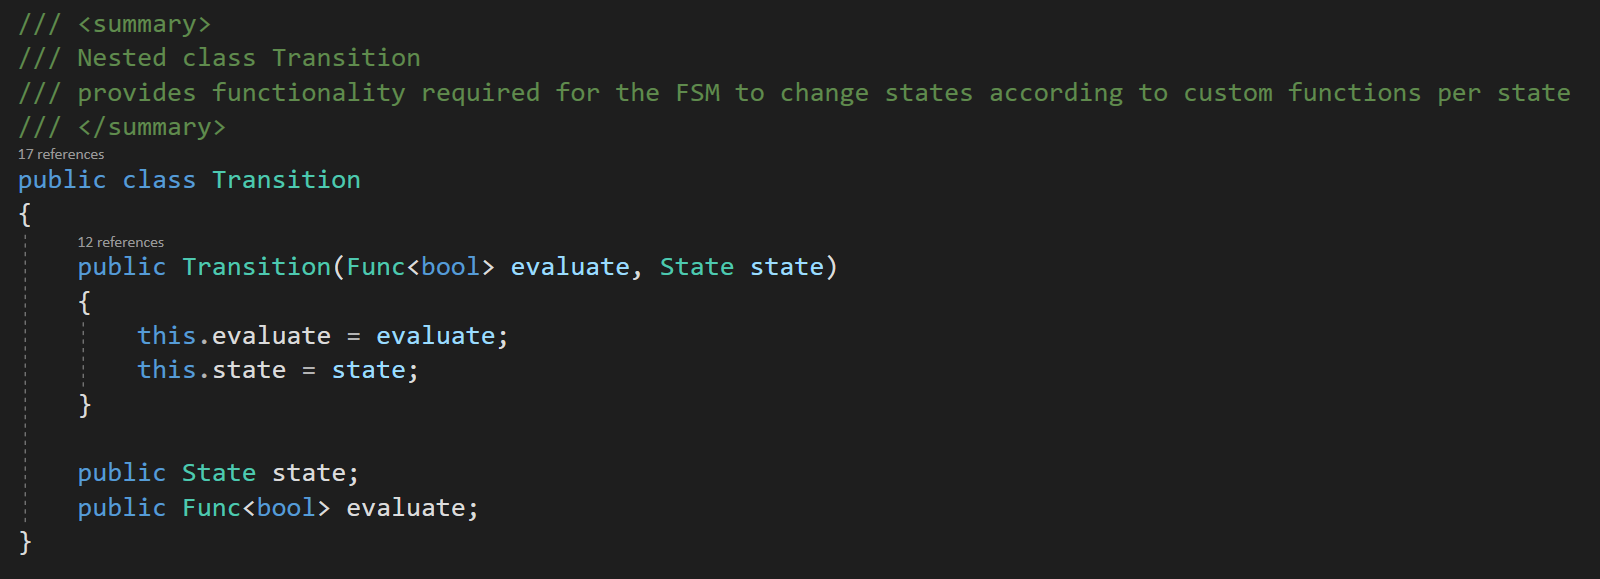 /// <summary>
/// Nested class Transition
/// provides functionality required for the FSM to change states according to custom functions per state
/// </summary>
17 references
public class Transition
{
12 references
public Transition(Func<bool> evaluate, State state)
{
this.evaluate = evaluate;
this.state = state;
}
public State state;
public Func<bool> evaluate;
}